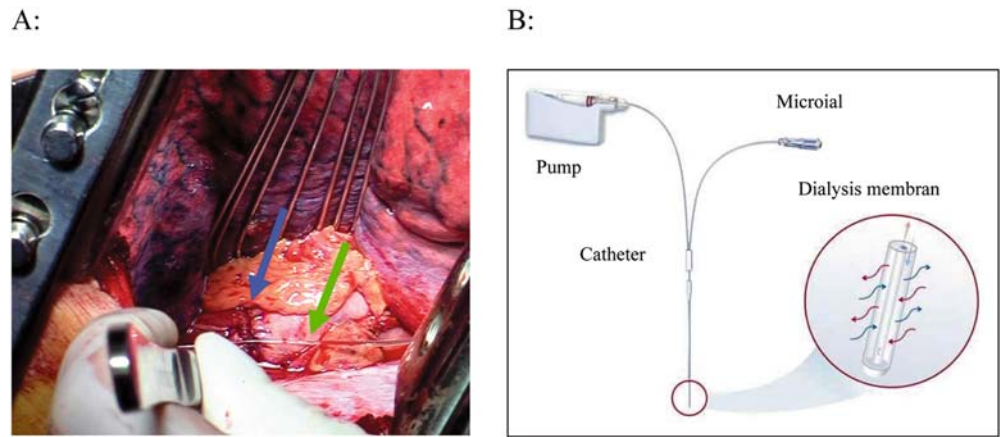 A:
B:
Microial
Pump
Dialysis membran
Catheter